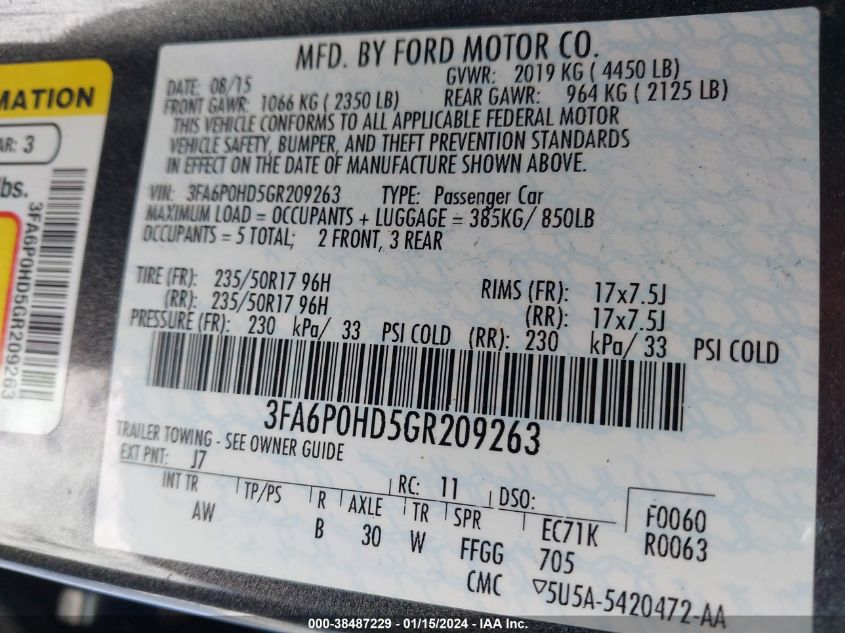 MFD. BY FORD MOTOR CO.
DATE: 08/15 GVWR: 2019 KG ( 4450 LB)
FRONT GAWR: 1066 KG ( 2350 LB) REAR GAWR: 964 KG ( 2125 LB)
THIS VEHICLE CONFORMS TO ALL APPLICABLE FEDERAL MOTOR
VEHICLE SAFETY, BUMPER, AND THEFT PREVENTION STANDARDS
IN EFFECT ON THE DATE OF MANUFACTURE SHOWN ABOVE.
VIN: 3FA6P0HD5GR209263 TYPE: Passenger Car
MAXIMUM LOAD = OCCUPANTS + LUGGAGE = 385KG/ 850LB
OCCUPANTS = 5 TOTAL; 2 FRONT, 3 REAR
TIRE (FR): 235/50R17 96H RIMS (FR): 17x7.5J
(RR): 235/50R17 96H (RR): 17x7.5J
PRESSURE (FR): 230 kPa/ 33 PSI COLD (RR): 230 kPa/ 33 PSI COLD
3FA6P0HD5GR209263
TRAILER TOWING - SEE OWNER GUIDE
EXT PNT: J7 RC: 11 DSO: F0060
INT TR TP/PS R AXLE TR SPR EC71K R0063
AW B 30 W FFGG 705
CMC ▽5U5A-5420472-AA
MATION
AR: 3
lbs.
3FA6P0HD5GR209263
000-38487229 - 01/15/2024 - IAA Inc.